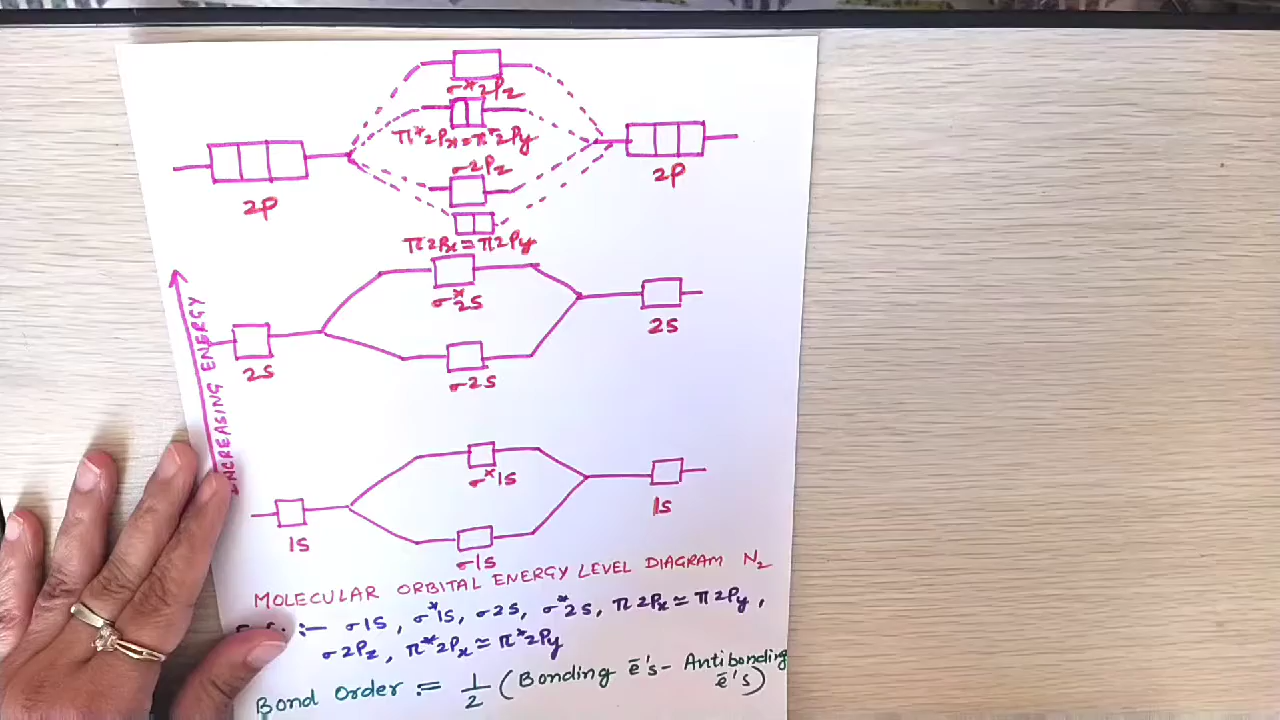 σ*2Pz
π*2Px=π*2Py
σ2Pz
2P
2P
π2Px=π2Py
σ*2S
2S
2S
σ2S
INCREASING ENERGY
σ*1S
1S
1S
σ1S
MOLECULAR ORBITAL ENERGY LEVEL DIAGRAM N₂
:- σ1S, σ*1S, σ2S, σ*2S, π2Px≃π2Py,
σ2Pz, π*2Px≃π*2Py
Bond Order := 1/2 (Bonding ē's - Antibonding
ē's)